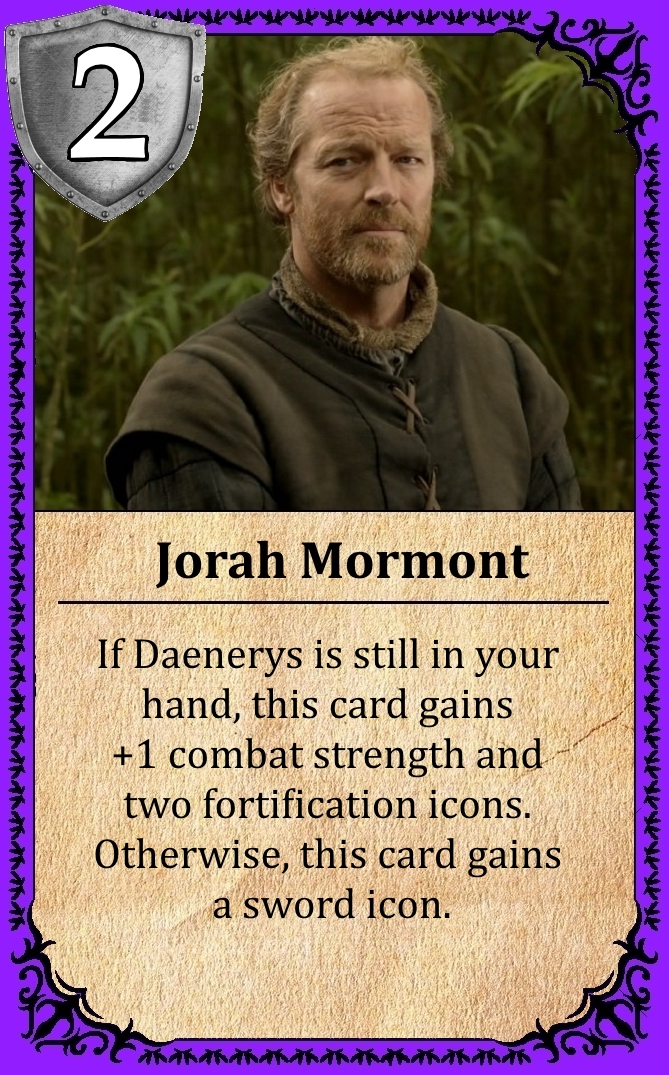 2
Jorah Mormont
If Daenerys is still in your
hand, this card gains
+1 combat strength and
two fortification icons.
Otherwise, this card gains
a sword icon.